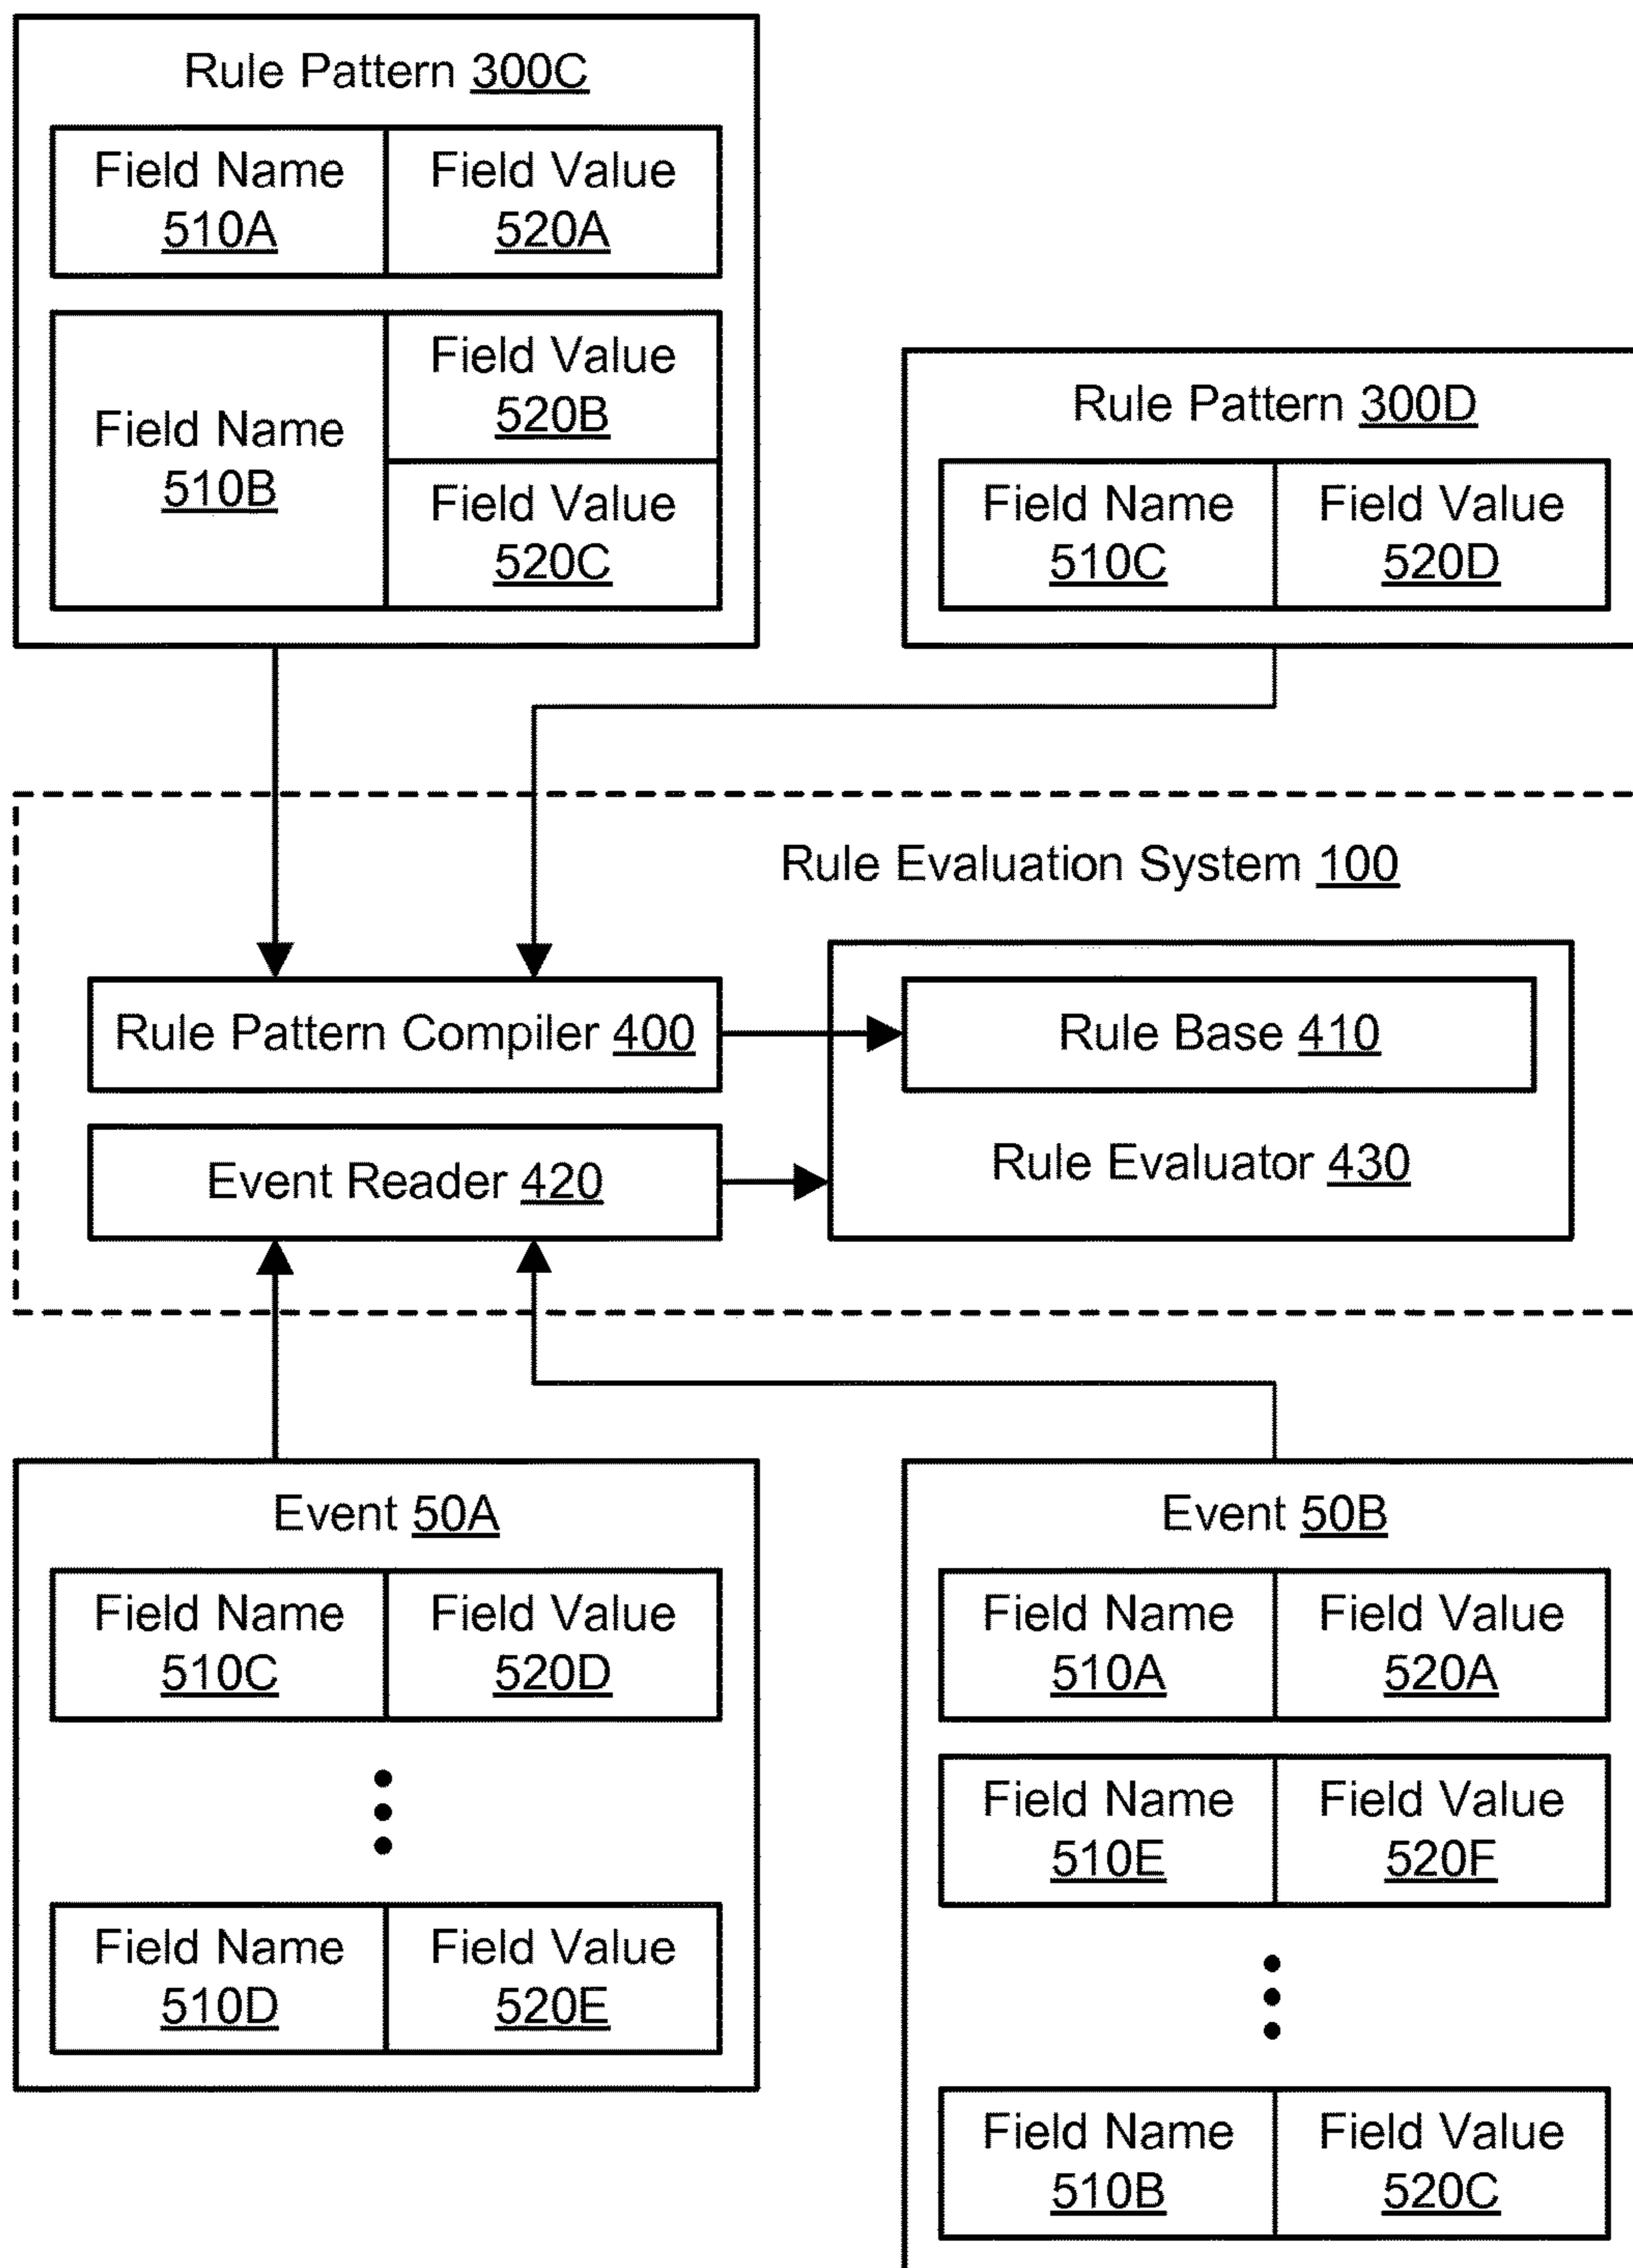 Rule Pattern 300C
Field Name
510A
Field Value
520A
Field Name
510B
Field Value
520B
Field Value
520C
Rule Pattern 300D
Field Name
510C
Field Value
520D
Rule Evaluation System 100
Rule Pattern Compiler 400
Rule Base 410
Event Reader 420
Rule Evaluator 430
Event 50A
Field Name
510C
Field Value
520D
Field Name
510D
Field Value
520E
Event 50B
Field Name
510A
Field Value
520A
Field Name
510E
Field Value
520F
Field Name
510B
Field Value
520C